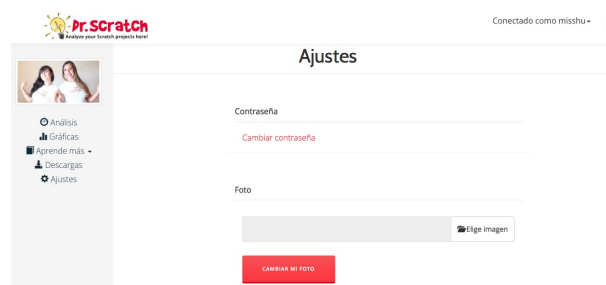 Dr.Scratch
Analyze your Scratch projects here!
Conectado como misshu
Ajustes
Análisis
Gráficas
Aprende más
Descargas
Ajustes
Contraseña
Cambiar contraseña
Foto
Elige imagen
CAMBIAR MI FOTO